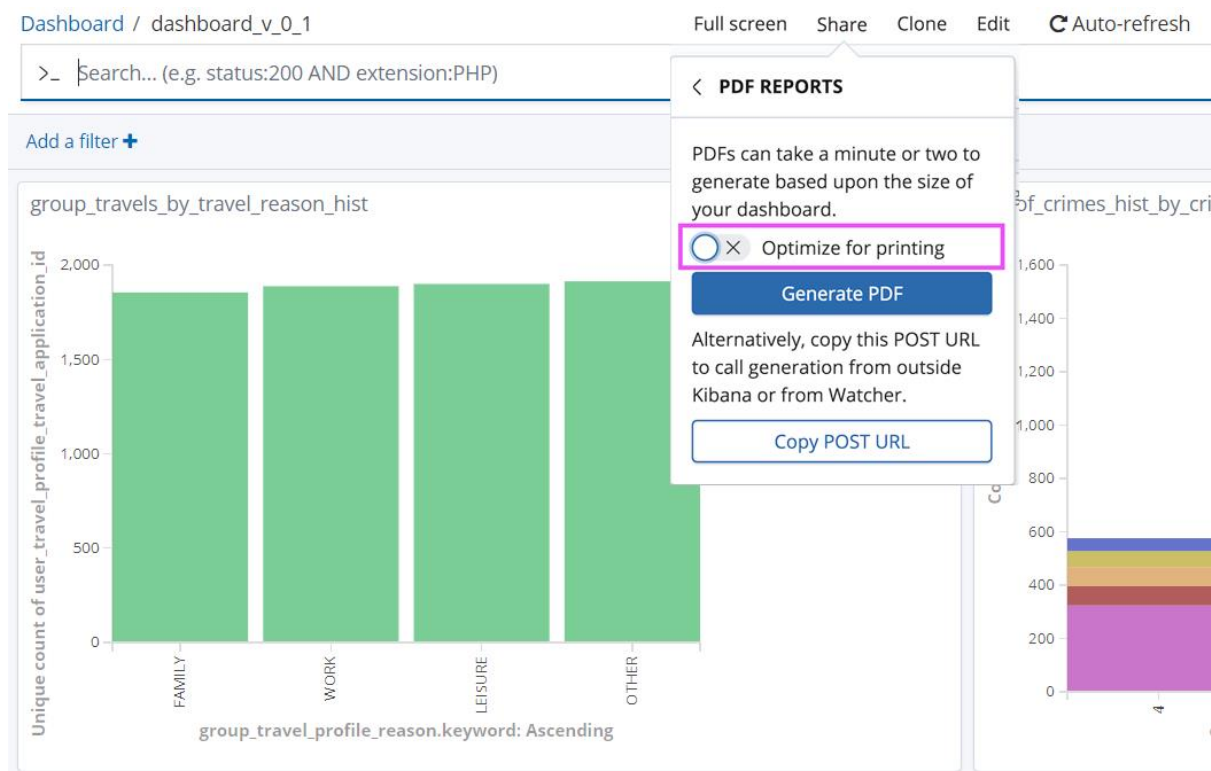 Dashboard / dashboard_v_0_1
Full screen Share Clone Edit Auto-refresh
>_ Search... (e.g. status:200 AND extension:PHP)
Add a filter +
PDF REPORTS
PDFs can take a minute or two to
generate based upon the size of
your dashboard.
Optimize for printing
Generate PDF
Alternatively, copy this POST URL
to call generation from outside
Kibana or from Watcher.
Copy POST URL
group_travels_by_travel_reason_hist
Unique count of user_travel_profile_travel_application_id
2,000
1,500
1,000
500
0
FAMILY
WORK
LEISURE
OTHER
group_travel_profile_reason.keyword: Ascending
of_crimes_hist_by_cri
Co
1,600
1,400
1,200
1,000
800
600
400
200
0
4